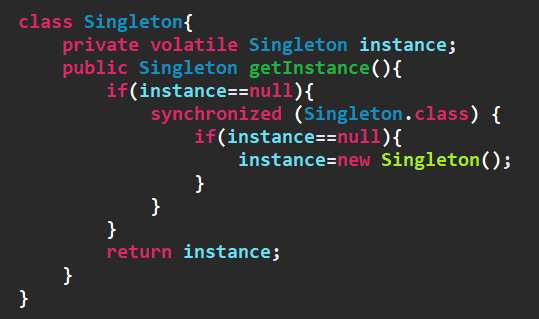 class Singleton{
    private volatile Singleton instance;
    public Singleton getInstance(){
        if(instance==null){
            synchronized (Singleton.class) {
                if(instance==null){
                    instance=new Singleton();
                }
            }
        }
        return instance;
    }
}